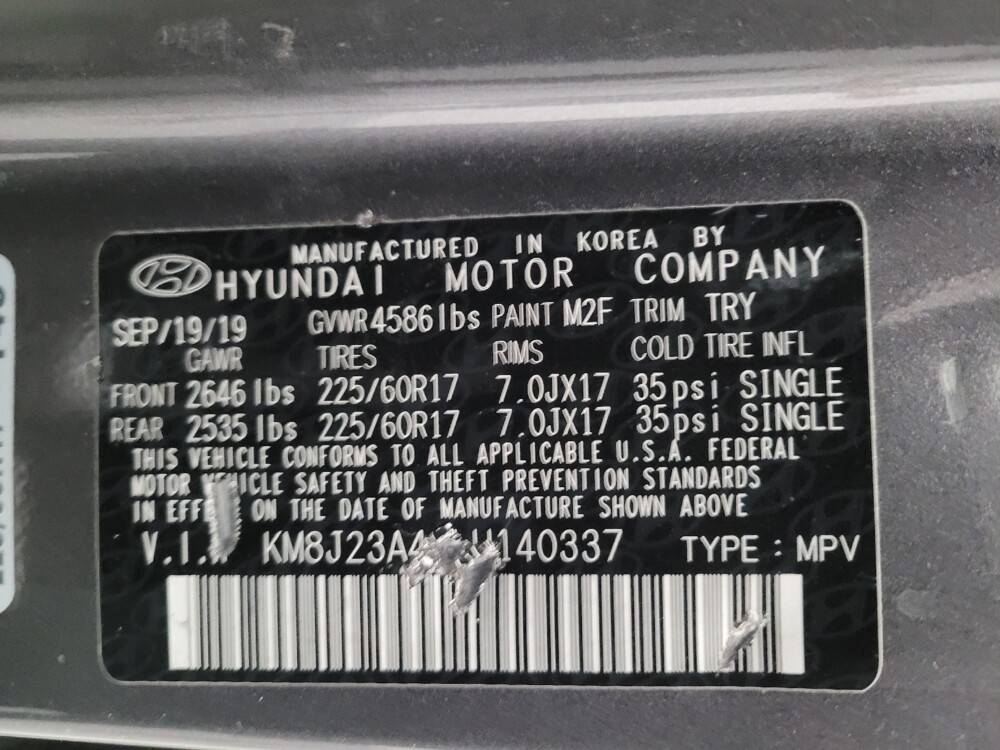 MANUFACTURED IN KOREA BY
HYUNDAI MOTOR COMPANY
SEP/19/19 GVWR 4586 lbs PAINT M2F TRIM TRY
GAWR TIRES RIMS COLD TIRE INFL
FRONT 2646 lbs 225/60R17 7.0JX17 35psi SINGLE
REAR 2535 lbs 225/60R17 7.0JX17 35psi SINGLE
THIS VEHICLE CONFORMS TO ALL APPLICABLE U.S.A. FEDERAL
MOTOR VEHICLE SAFETY AND THEFT PREVENTION STANDARDS
IN EFFECT ON THE DATE OF MANUFACTURE SHOWN ABOVE
V.I.N TYPE : MPV